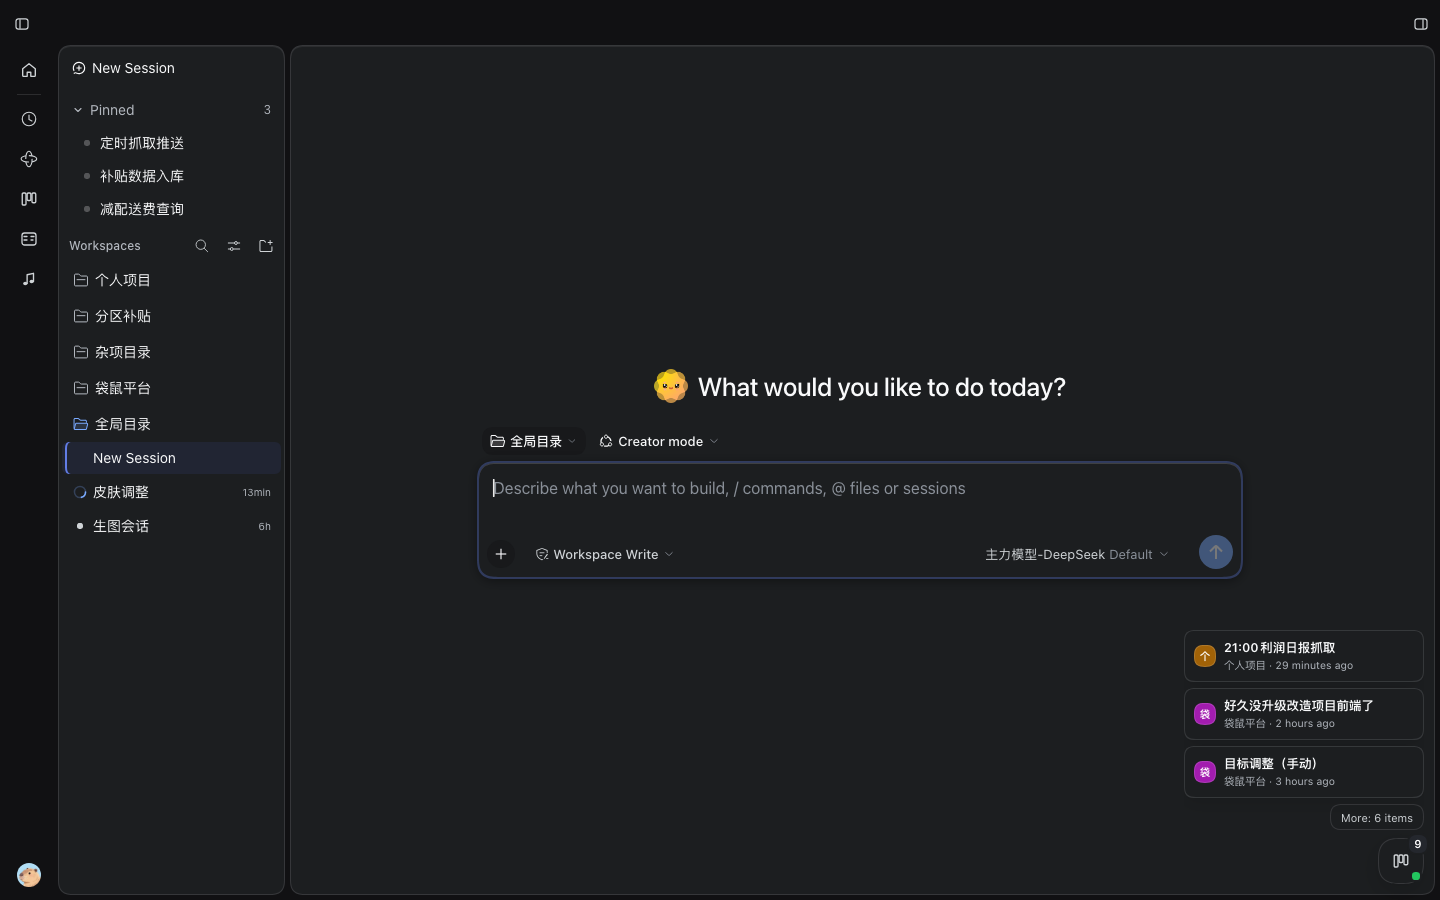 New Session
Pinned 3
定时抓取推送
补贴数据入库
减配送费查询
Workspaces
个人项目
分区补贴
杂项目录
袋鼠平台
全局目录
New Session
皮肤调整 13min
生图会话 6h
What would you like to do today?
全局目录 Creator mode
Describe what you want to build, / commands, @ files or sessions
Workspace Write 主力模型-DeepSeek Default
个 21:00 利润日报抓取
个人项目 · 29 minutes ago
袋 好久没升级改造项目前端了
袋鼠平台 · 2 hours ago
袋 目标调整（手动）
袋鼠平台 · 3 hours ago
More: 6 items
9